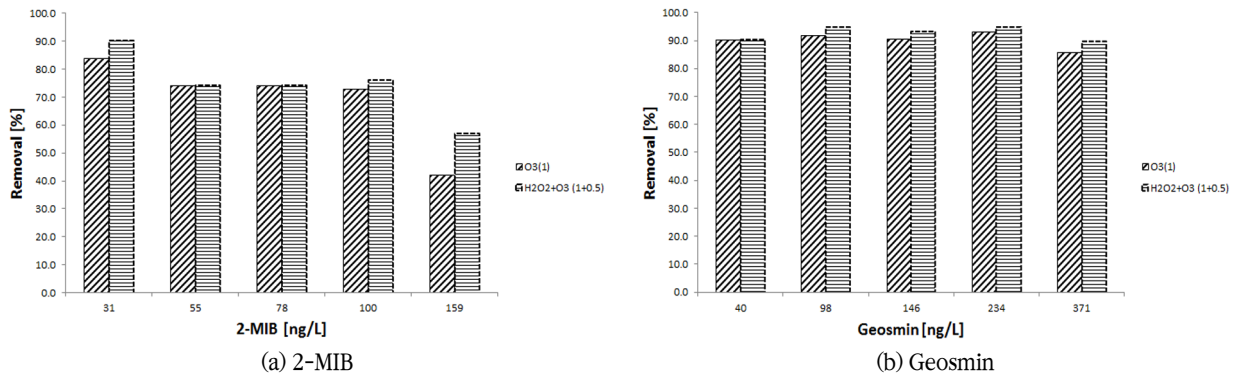 100.0
90.0
80.0
70.0
60.0
50.0
40.0
30.0
20.0
10.0
0.0
Removal [%]
31 55 78 100 159
2-MIB [ng/L]
O3(1)
H2O2+O3 (1+0.5)
(a) 2-MIB
100.0
90.0
80.0
70.0
60.0
50.0
40.0
30.0
20.0
10.0
0.0
Removal [%]
40 98 146 234 371
Geosmin [ng/L]
O3(1)
H2O2+O3 (1+0.5)
(b) Geosmin